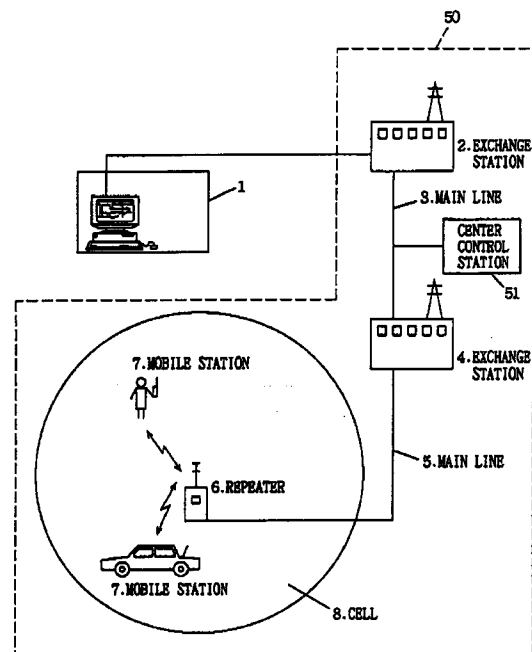 50
2.EXCHANGE
STATION
1
3.MAIN LINE
CENTER
CONTROL
STATION
51
4.EXCHANGE
STATION
7.MOBILE STATION
5.MAIN LINE
6.REPEATER
7.MOBILE STATION
8.CELL